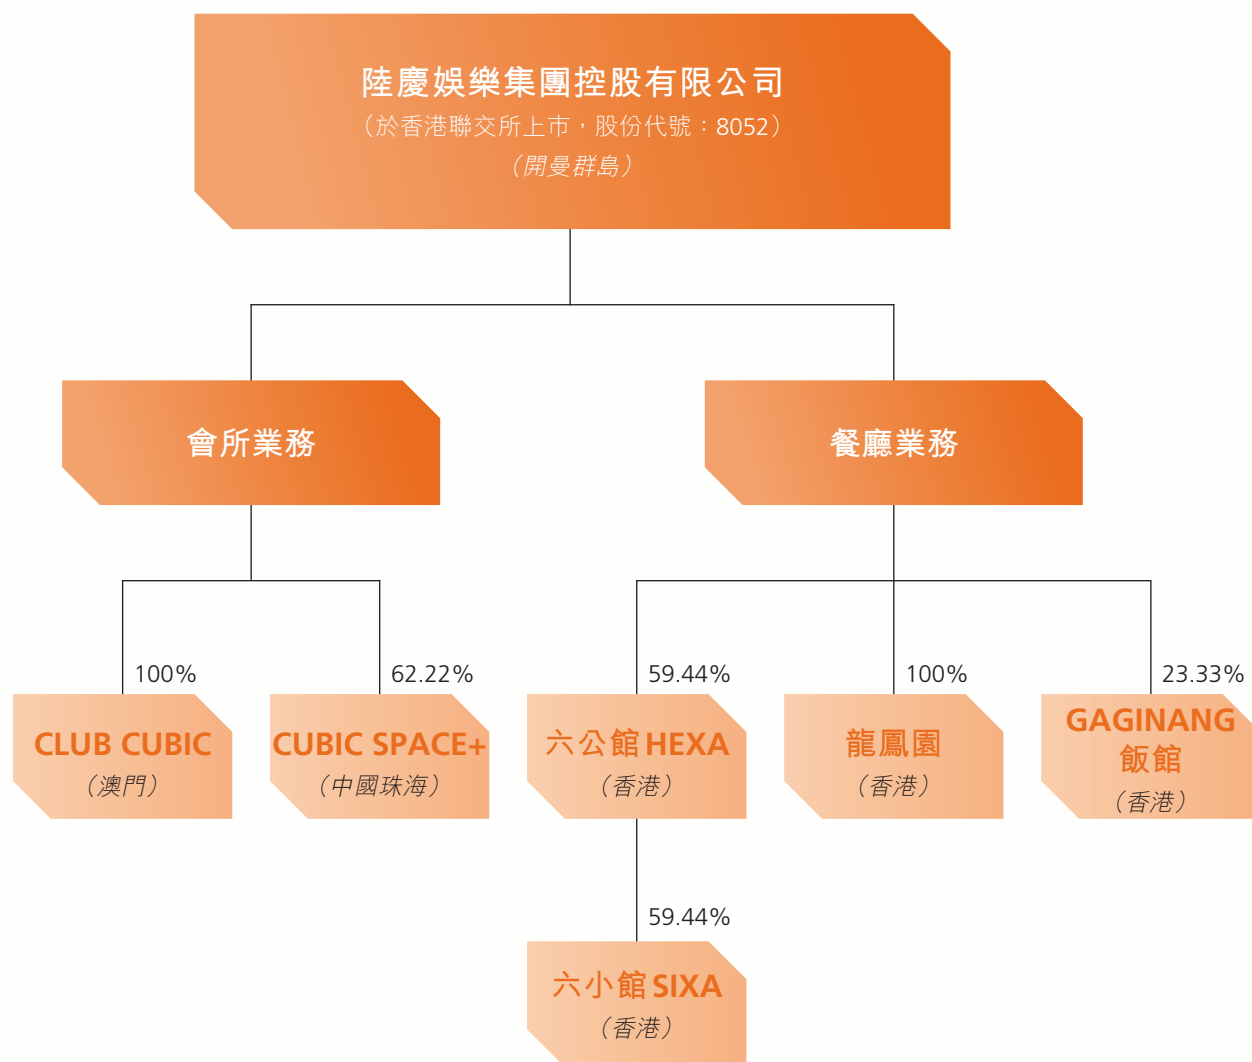 陸慶娛樂集團控股有限公司
（於香港聯交所上市，股份代號：8052）
（開曼群島）
會所業務
餐廳業務
100%
62.22%
59.44%
100%
23.33%
CLUB CUBIC
（澳門）
CUBIC SPACE+
（中國珠海）
六公館 HEXA
（香港）
龍鳳園
（香港）
GAGINANG
飯館
（香港）
59.44%
六小館 SIXA
（香港）